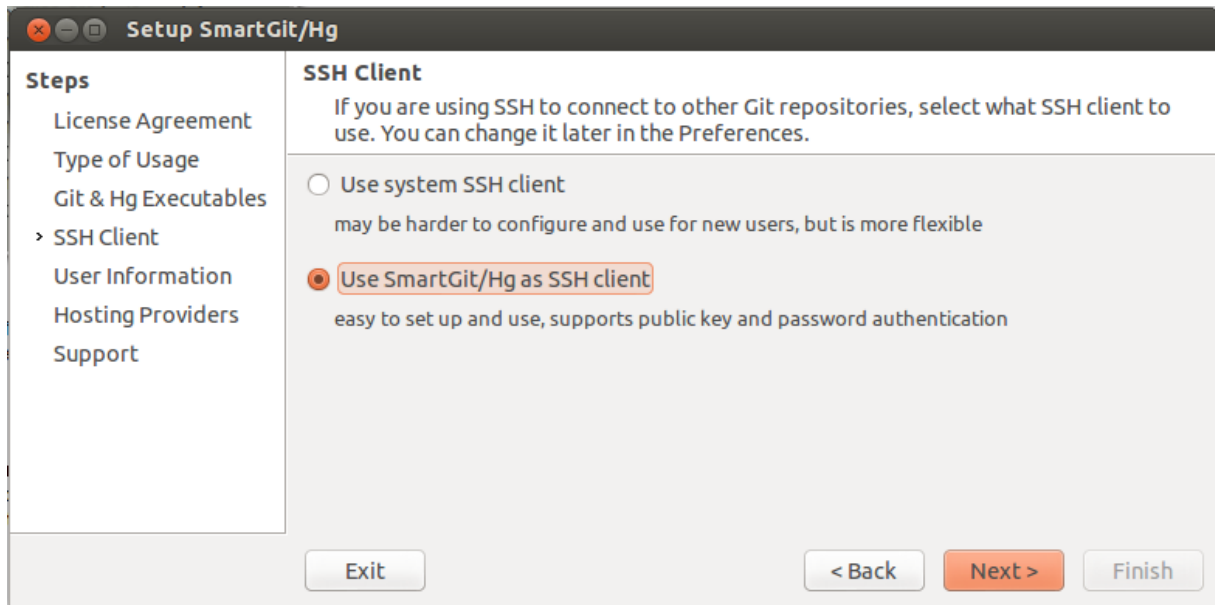 Setup SmartGit/Hg
Steps
License Agreement
Type of Usage
Git & Hg Executables
› SSH Client
User Information
Hosting Providers
Support
SSH Client
If you are using SSH to connect to other Git repositories, select what SSH client to
use. You can change it later in the Preferences.
Use system SSH client
may be harder to configure and use for new users, but is more flexible
Use SmartGit/Hg as SSH client
easy to set up and use, supports public key and password authentication
Exit
< Back
Next >
Finish